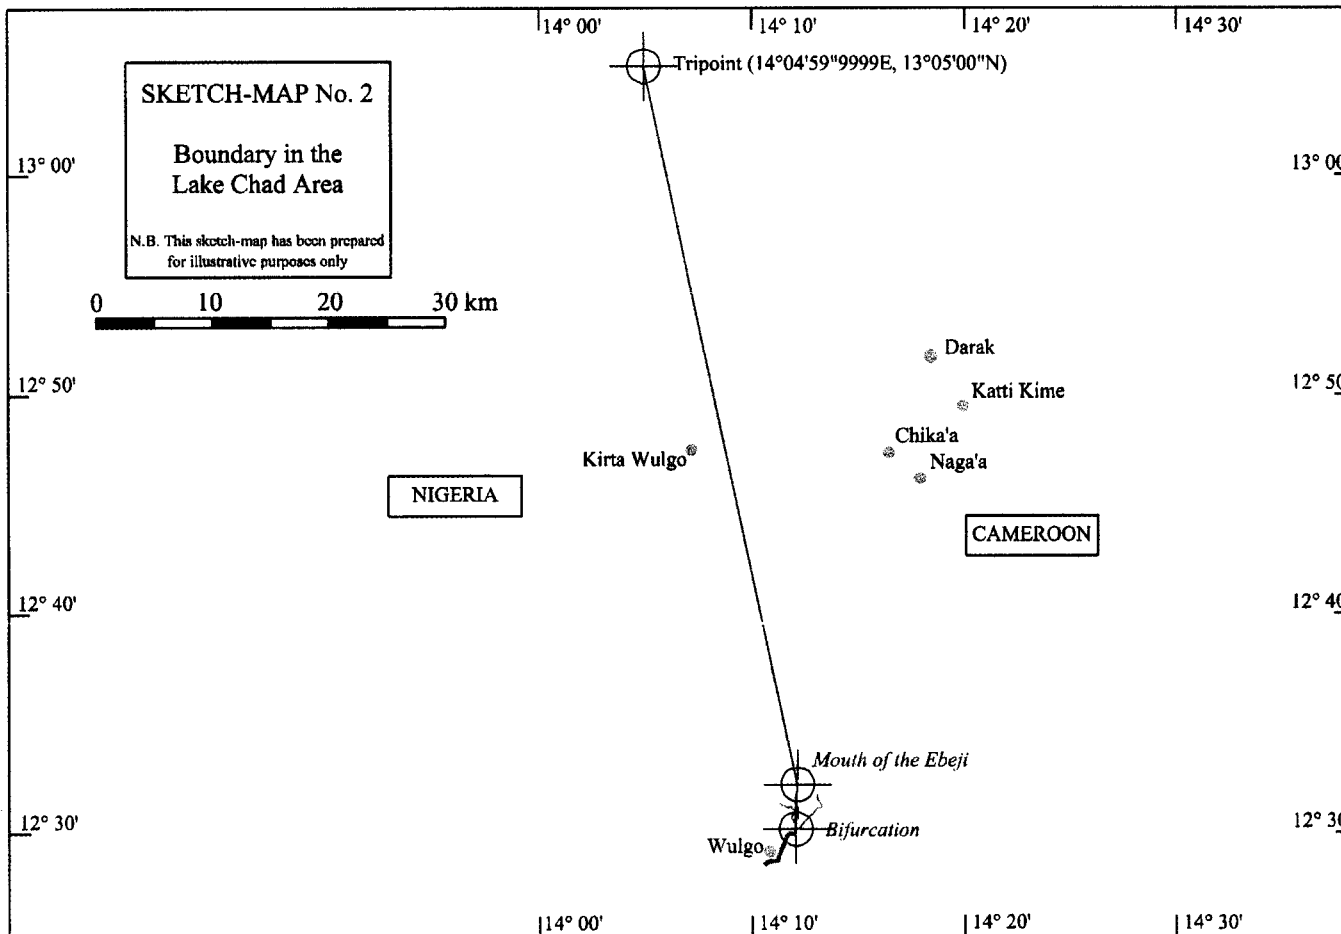 14° 00'
14° 10'
14° 20'
14° 30'
Tripoint (14°04'59"9999E, 13°05'00"N)
SKETCH-MAP No. 2
Boundary in the
Lake Chad Area
N.B. This sketch-map has been prepared
for illustrative purposes only
13° 00'
13° 00
0 10 20 30 km
Darak
12° 50'
12° 50
Katti Kime
Chika'a
Kirta Wulgo
Naga'a
NIGERIA
CAMEROON
12° 40'
12° 40
Mouth of the Ebeji
12° 30'
12° 30
Bifurcation
Wulgo
14° 00'
14° 10'
14° 20'
14° 30'